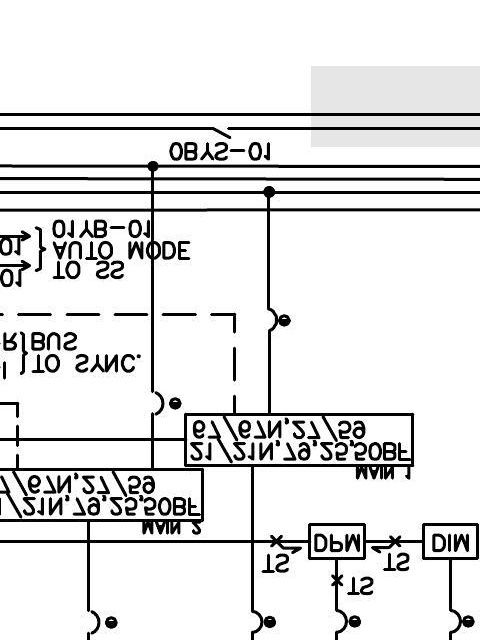 0BYS-01
01
01YB-01
AUTO MODE
01
TO SS
R}BUS
}TO SYNC.
67/67N,27/59
21/21N,79,25,50BF
MAIN 1
7/67N,27/59
1/21N,79,25,50BF
MAIN 2
TS
DPM
TS
DIM
TS